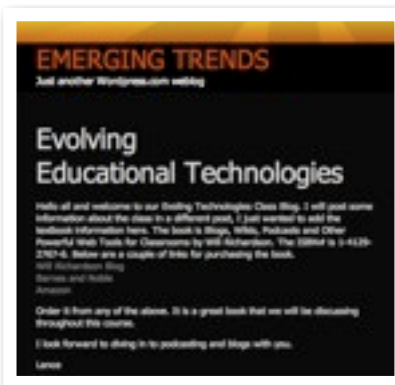 EMERGING TRENDS
Just another Wordpress.com weblog
Evolving
Educational Technologies
Hello all and welcome to our Evolving Technologies Class Blog. I will post some
information about the class in a different post, I just wanted to add the
textbook information here. The book is Blogs, Wikis, Podcasts and Other
Powerful Web Tools for Classrooms by Will Richardson. The ISBN# is 1-4129-
2767-6. Below are a couple of links for purchasing the book.
Will Richardson Blog
Barnes and Noble
Amazon
Order it from any of the above. It is a great book that we will be discussing
throughout this course.
I look forward to diving in to podcasting and blogs with you.
Lance